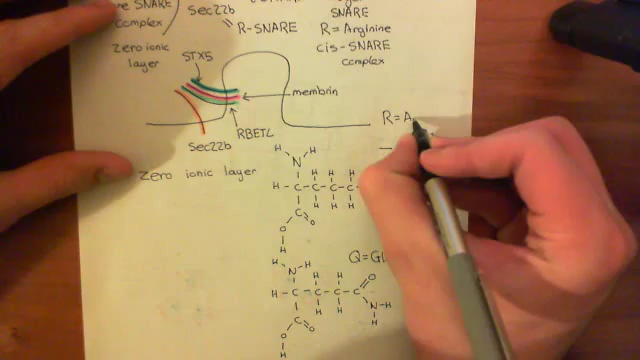 SNARE
complex
Sec22b
R-SNARE
SNARE
R = Arginine
cis-SNARE
complex
Zero ionic
layer
STX5
membrin
RBETL
Sec22b
R = A
Zero ionic layer
H H
N
H H H
H - C - C - C - C
H H H
C
O
O
H
Q = Gl
H N - H
H H H
H - C - C - C - C
O
H H
N - H
H
C
O
O
H